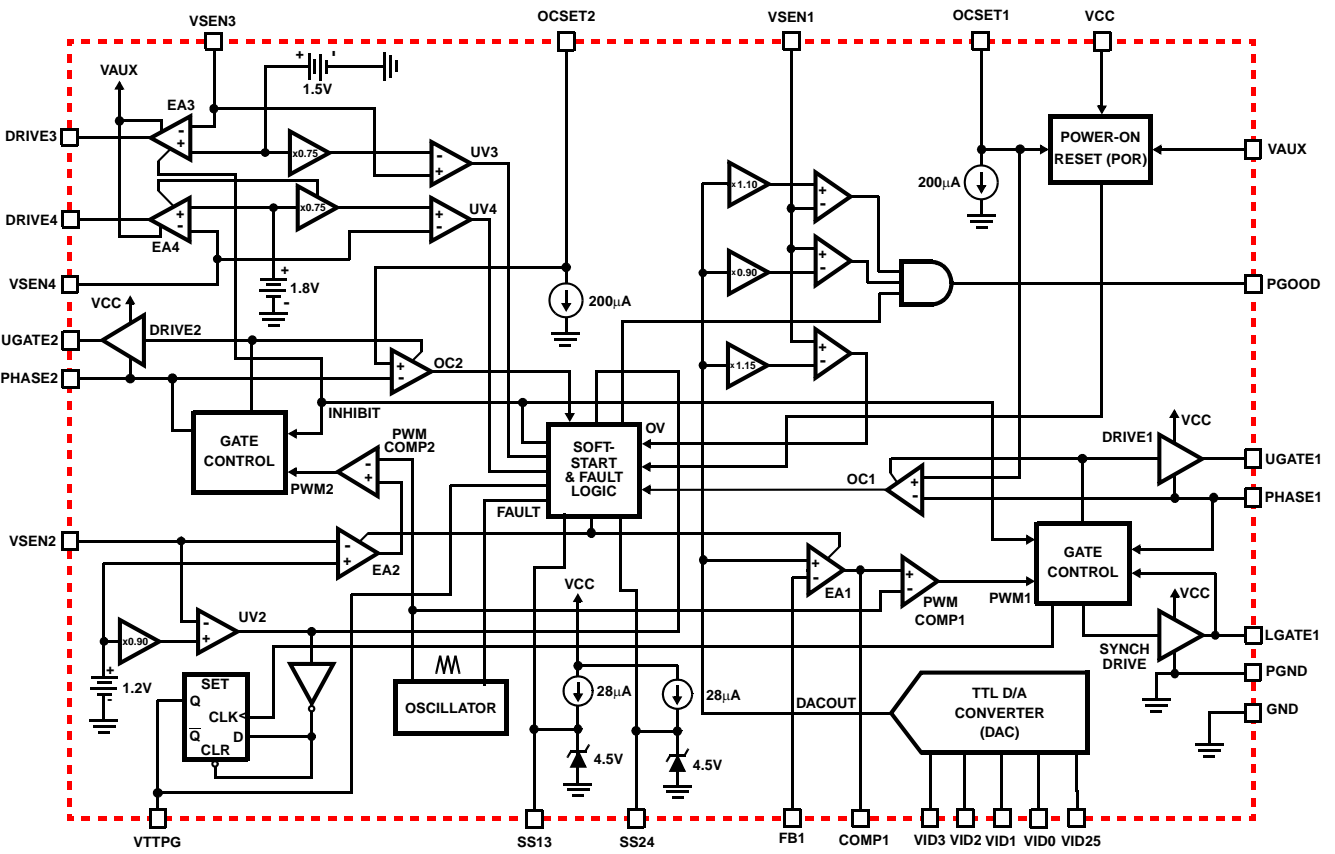 VSEN3
OCSET2
VSEN1
OCSET1
VCC
VAUX
+
-
1.5V
EA3
DRIVE3
-
+
x0.75
-
+
UV3
POWER-ON
RESET (POR)
VAUX
200µA
x1.10
+
-
DRIVE4
+
-
EA4
x0.75
+
-
UV4
VSEN4
+
-
1.8V
x0.90
+
-
PGOOD
200µA
VCC
UGATE2
DRIVE2
PHASE2
+
-
OC2
x1.15
+
-
INHIBIT
GATE
CONTROL
PWM
COMP2
-
+
PWM2
SOFT-
START
& FAULT
LOGIC
OV
FAULT
OC1
+
-
DRIVE1
VCC
UGATE1
PHASE1
VSEN2
-
+
EA2
+
-
EA1
+
-
PWM
COMP1
PWM1
GATE
CONTROL
VCC
SYNCH
DRIVE
LGATE1
PGND
GND
x0.90
-
+
UV2
+
-
1.2V
SET
Q
CLK<
Q
D
CLR
OSCILLATOR
VCC
28µA
28µA
4.5V
4.5V
DACOUT
TTL D/A
CONVERTER
(DAC)
VTTPG
SS13
SS24
FB1
COMP1
VID3
VID2
VID1
VID0
VID25